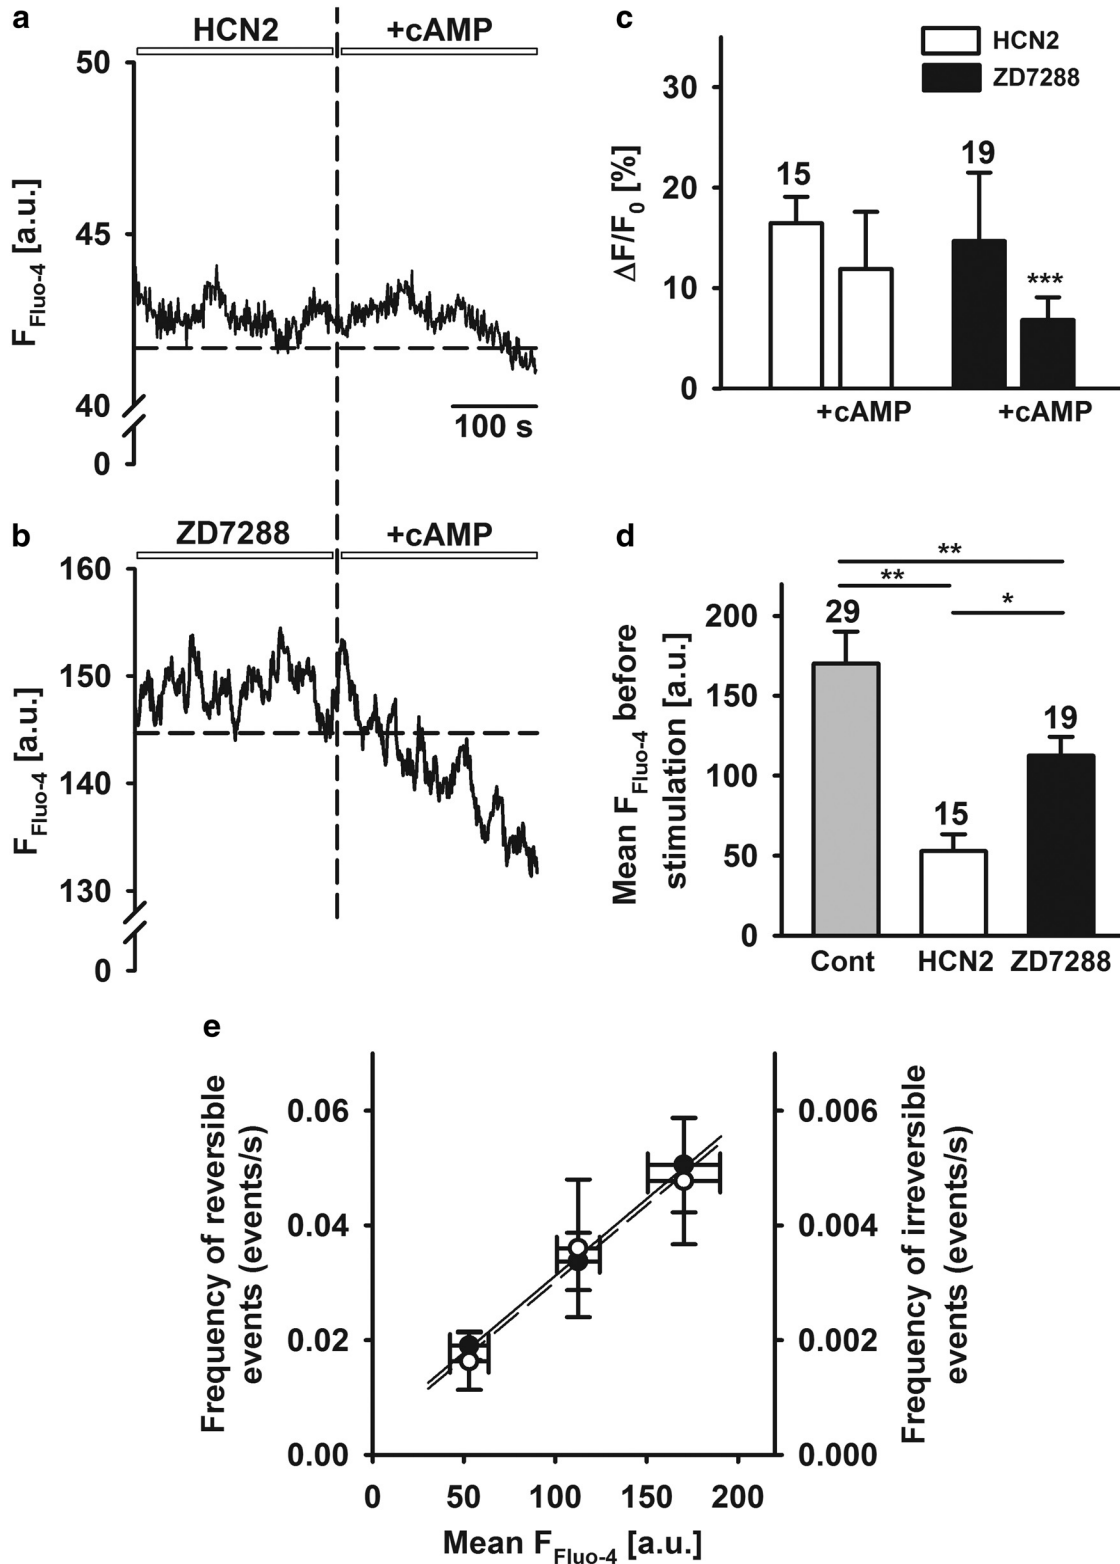 a
HCN2 +cAMP
50
45
40
0
F Fluo-4 [a.u.]
100 s
b
ZD7288 +cAMP
160
150
140
130
0
F Fluo-4 [a.u.]
c
HCN2
ZD7288
30
20
10
0
ΔF/F0 [%]
15
19
***
+cAMP +cAMP
d
**
**
*
200
150
100
50
0
Mean F Fluo-4 before
stimulation [a.u.]
29
15
19
Cont HCN2 ZD7288
e
Frequency of reversible
events (events/s)
0.06
0.04
0.02
0.00
0.006
0.004
0.002
0.000
Frequency of irreversible
events (events/s)
0 50 100 150 200
Mean F Fluo-4 [a.u.]